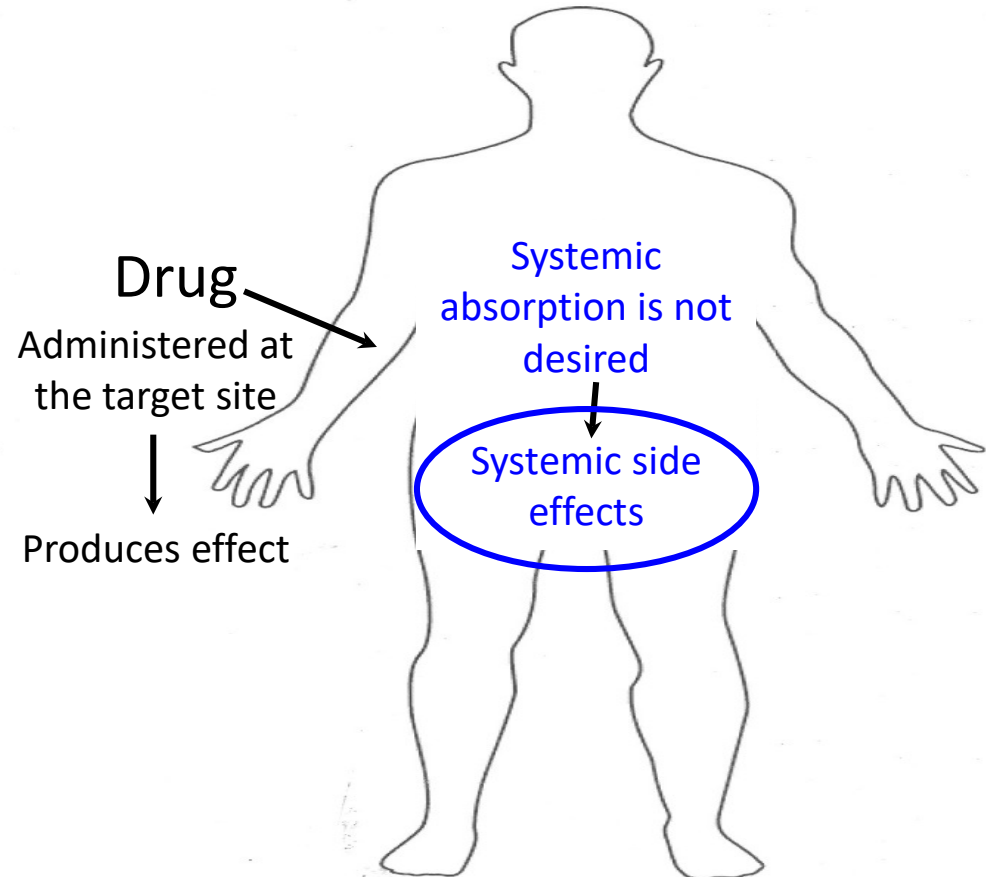 Drug
Administered at
the target site
Produces effect
Systemic
absorption is not
desired
Systemic side
effects